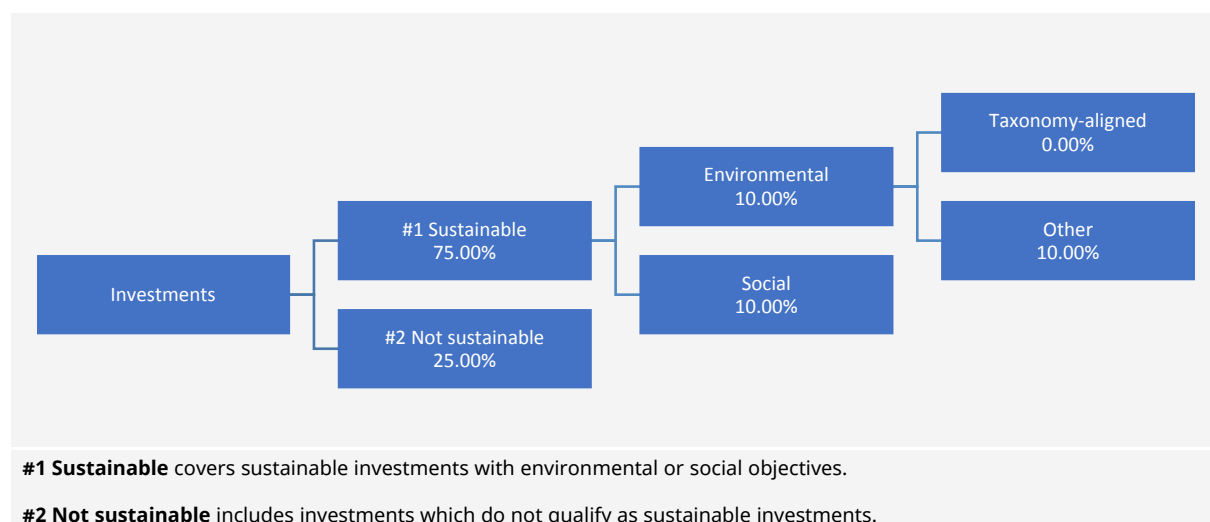 Investments
#1 Sustainable
75.00%
#2 Not sustainable
25.00%
Environmental
10.00%
Social
10.00%
Taxonomy-aligned
0.00%
Other
10.00%
#1 Sustainable covers sustainable investments with environmental or social objectives.
#2 Not sustainable includes investments which do not qualify as sustainable investments.